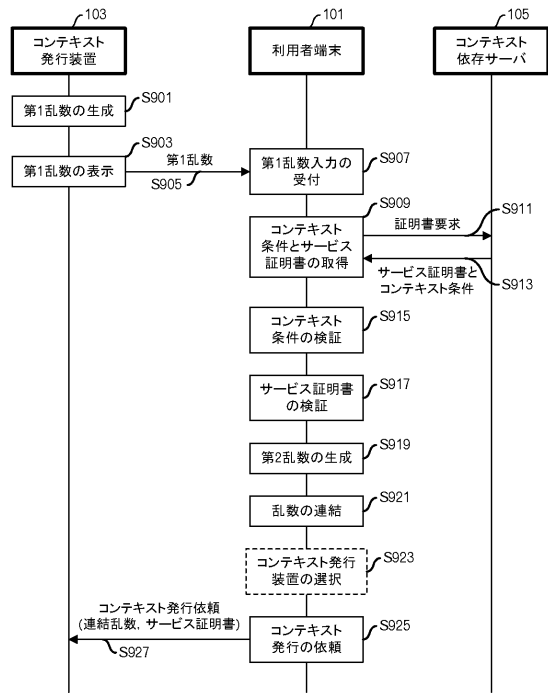 103
コンテキスト
発行装置
101
利用者端末
105
コンテキスト
依存サーバ
S901
第1乱数の生成
S903
第1乱数の表示
第1乱数
S905
S907
第1乱数入力の
受付
S909
コンテキスト
条件とサービス
証明書の取得
証明書要求
S911
サービス証明書と
コンテキスト条件
S913
S915
コンテキスト
条件の検証
S917
サービス証明書
の検証
S919
第2乱数の生成
S921
乱数の連結
S923
コンテキスト発行
装置の選択
コンテキスト発行依頼
(連結乱数，サービス証明書)
S927
S925
コンテキスト
発行の依頼